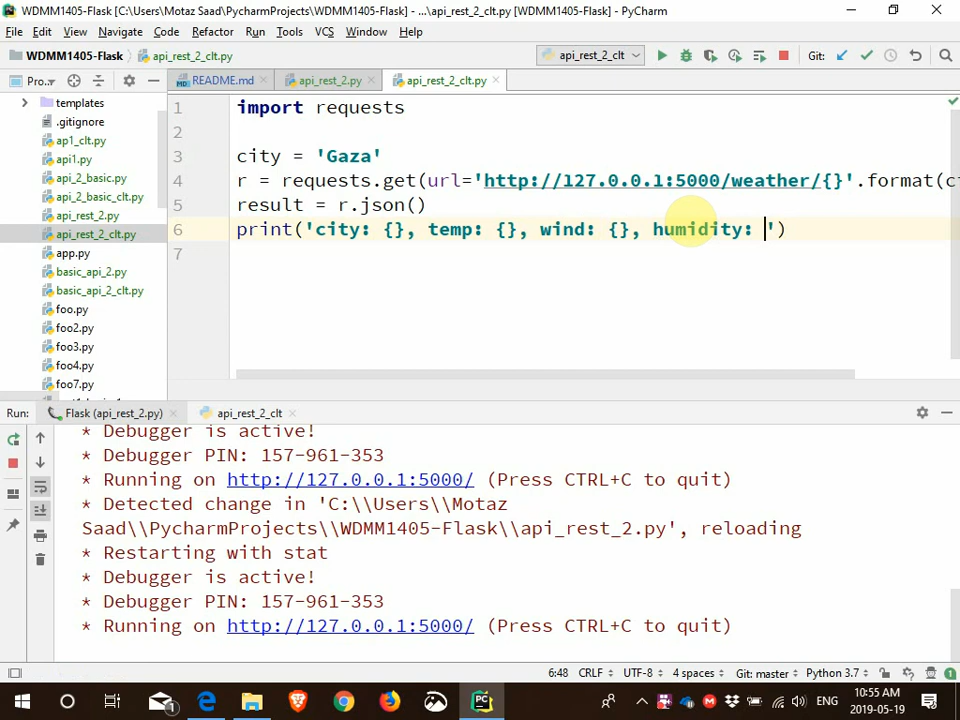 WDMM1405-Flask [C:\Users\Motaz Saad\PycharmProjects\WDMM1405-Flask] - ...\api_rest_2_clt.py [WDMM1405-Flask] - PyCharm
File Edit View Navigate Code Refactor Run Tools VCS Window Help
WDMM1405-Flask api_rest_2_clt.py api_rest_2_clt Git:
Pro.. README.md api_rest_2.py api_rest_2_clt.py
templates
.gitignore
ap1_clt.py
api1.py
api_2_basic.py
api_2_basic_clt.py
api_rest_2.py
api_rest_2_clt.py
app.py
basic_api_2.py
basic_api_2_clt.py
foo.py
foo2.py
foo3.py
foo4.py
foo7.py
1 import requests
2
3 city = 'Gaza'
4 r = requests.get(url='http://127.0.0.1:5000/weather/{}'.format(c
5 result = r.json()
6 print('city: {}, temp: {}, wind: {}, humidity: ')
7
Run: Flask (api_rest_2.py) api_rest_2_clt
* Debugger is active!
* Debugger PIN: 157-961-353
* Running on http://127.0.0.1:5000/ (Press CTRL+C to quit)
* Detected change in 'C:\\Users\\Motaz
Saad\\PycharmProjects\\WDMM1405-Flask\\api_rest_2.py', reloading
* Restarting with stat
* Debugger is active!
* Debugger PIN: 157-961-353
* Running on http://127.0.0.1:5000/ (Press CTRL+C to quit)
6:48 CRLF UTF-8 4 spaces Git: master Python 3.7
ENG 10:55 AM
2019-05-19